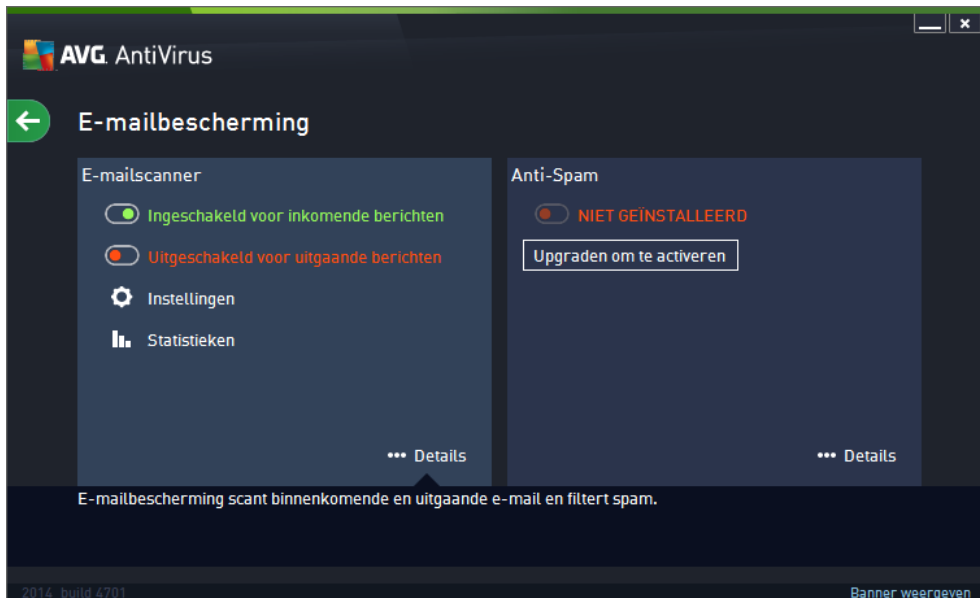 AVG AntiVirus
E-mailbescherming
E-mailscanner
Ingeschakeld voor inkomende berichten
Uitgeschakeld voor uitgaande berichten
Instellingen
Statistieken
••• Details
Anti-Spam
NIET GEÏNSTALLEERD
Upgraden om te activeren
••• Details
E-mailbescherming scant binnenkomende en uitgaande e-mail en filtert spam.
2014 build 4701
Banner weergeven